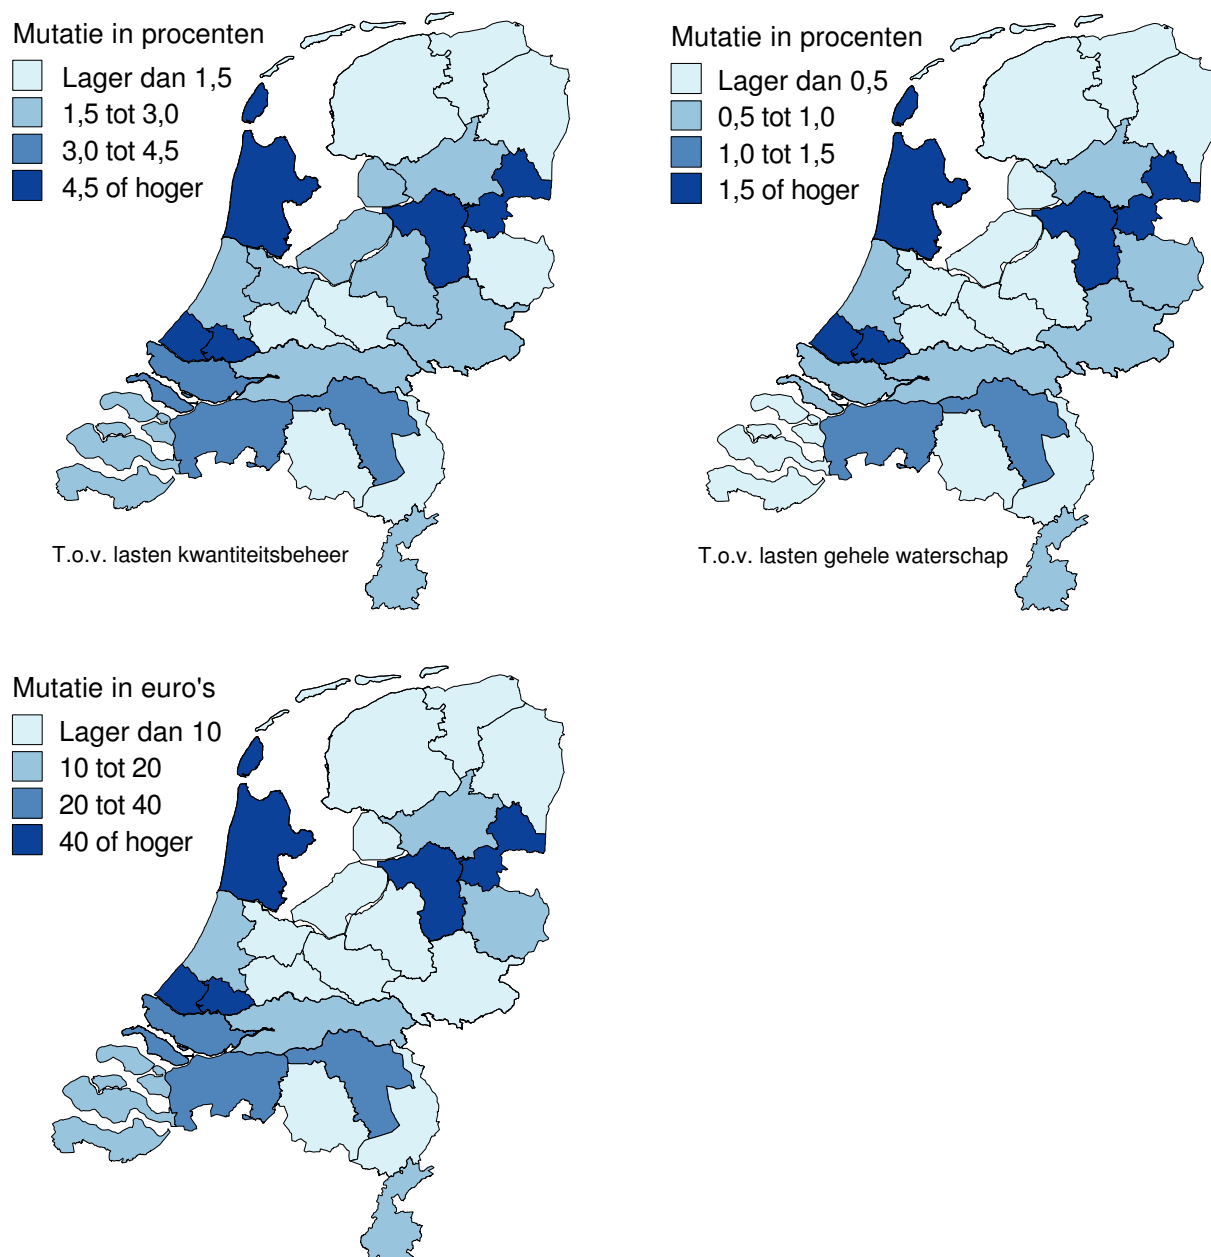 Mutatie in procenten
Lager dan 1,5
1,5 tot 3,0
3,0 tot 4,5
4,5 of hoger
T.o.v. lasten kwantiteitsbeheer
Mutatie in procenten
Lager dan 0,5
0,5 tot 1,0
1,0 tot 1,5
1,5 of hoger
T.o.v. lasten gehele waterschap
Mutatie in euro's
Lager dan 10
10 tot 20
20 tot 40
40 of hoger